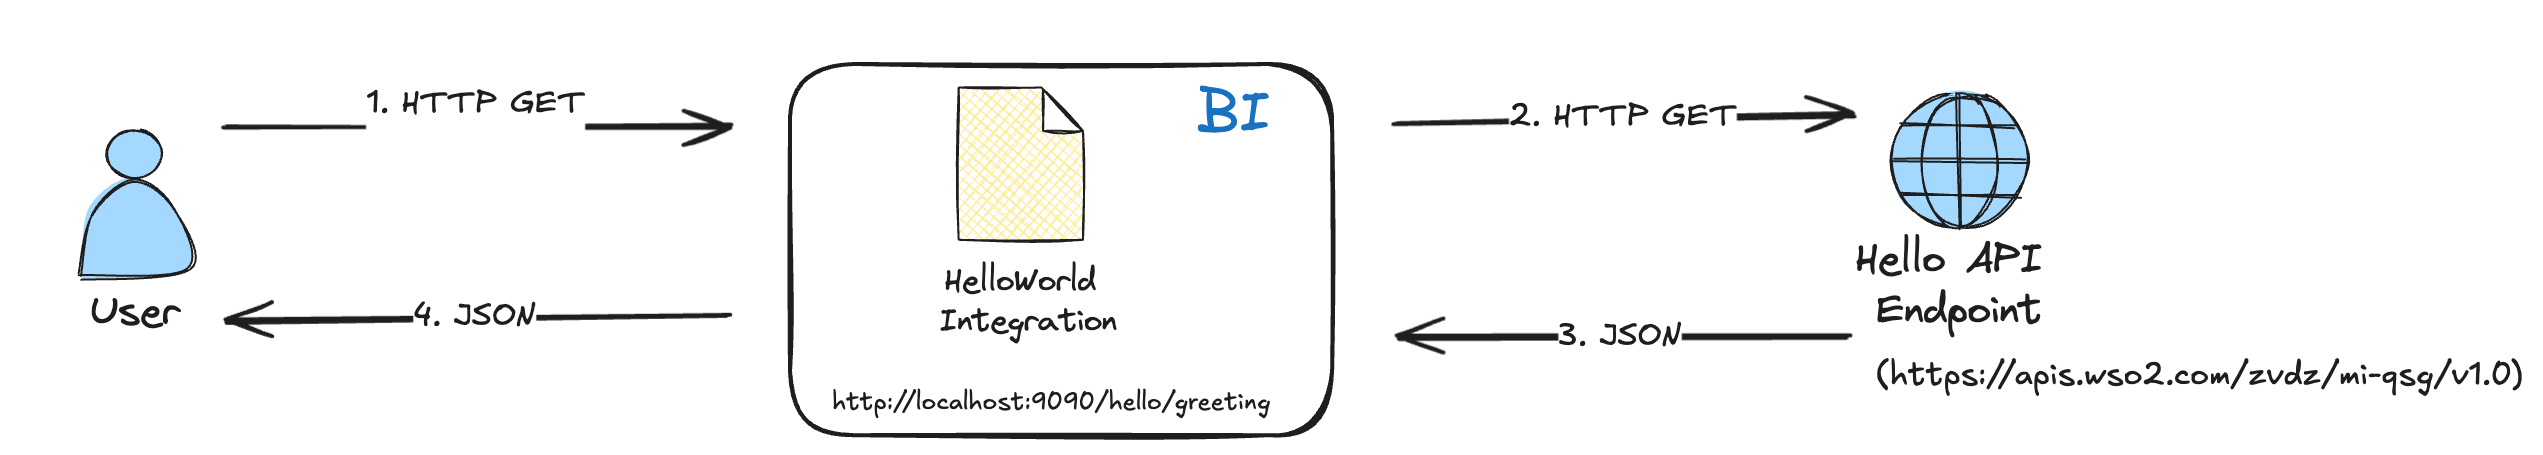 1. HTTP GET
BI
2. HTTP GET
HelloWorld
Integration
Hello API
Endpoint
User
4. JSON
3. JSON
http://localhost:9090/hello/greeting
(https://apis.wso2.com/zvdz/mi-qsg/v1.0)